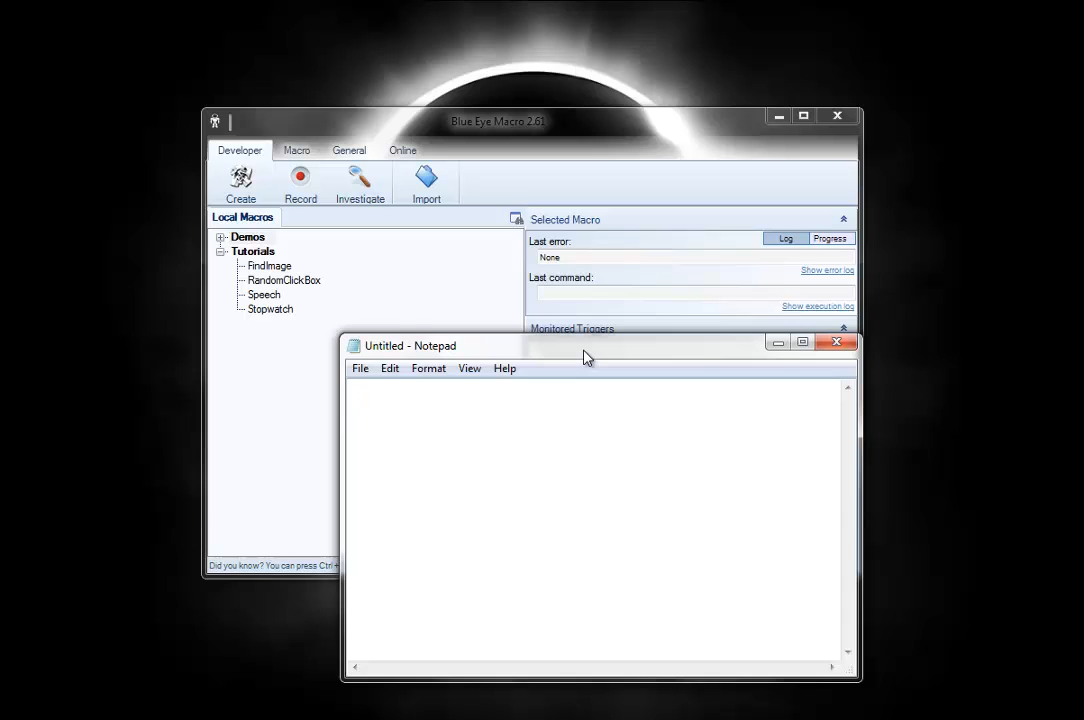 Blue Eye Macro 2.61
Developer Macro General Online
Create Record Investigate Import
Local Macros
Demos
Tutorials
FindImage
RandomClickBox
Speech
Stopwatch
Did you know? You can press Ctrl+
Selected Macro
Log Progress
Last error:
None
Show error log
Last command:
Show execution log
Monitored Triggers
Untitled - Notepad
File Edit Format View Help